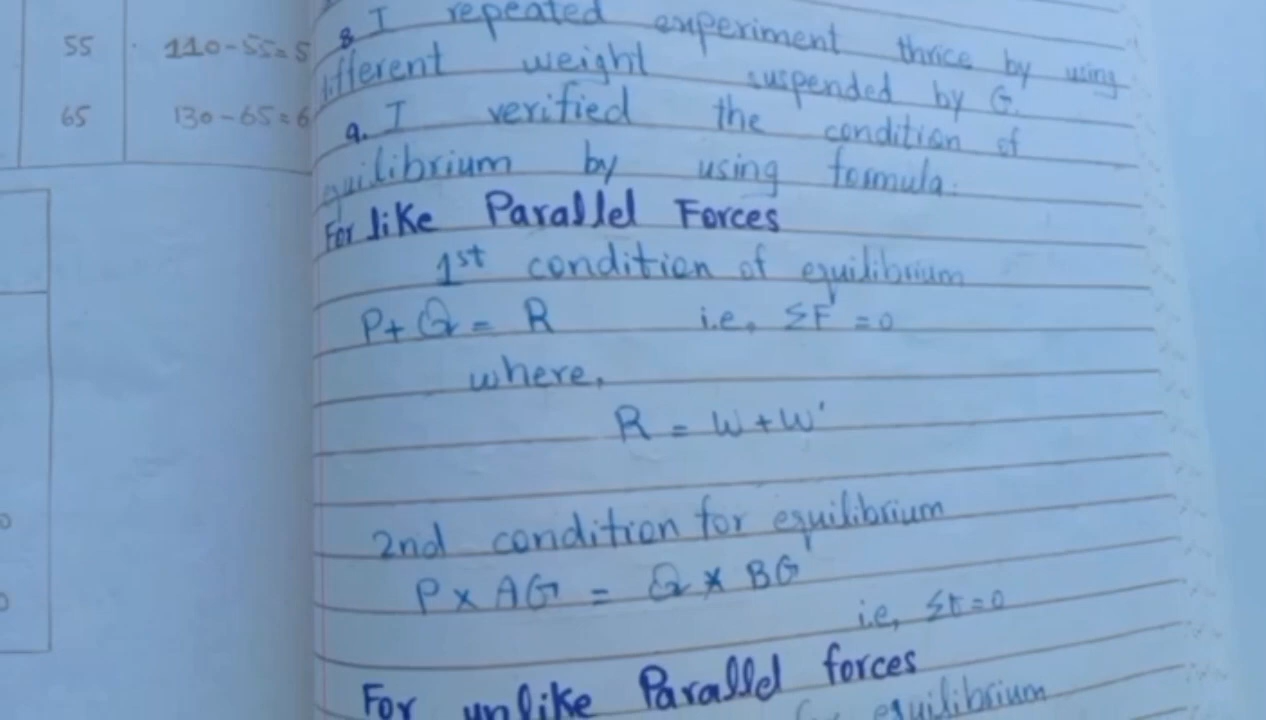 55 110-55=5
65 130-65=6
8. I repeated experiment thrice by using
ifferent weight suspended by G.
9. I verified the condition of
quilibrium by using formula:
For like Parallel Forces
1st condition of equilibrium
P+Q = R i.e, ΣF = 0
where,
R = W + W'
2nd condition for equilibrium
P x AG = Q x BG
i.e, Στ = 0
For unlike Parallel forces
equilibrium